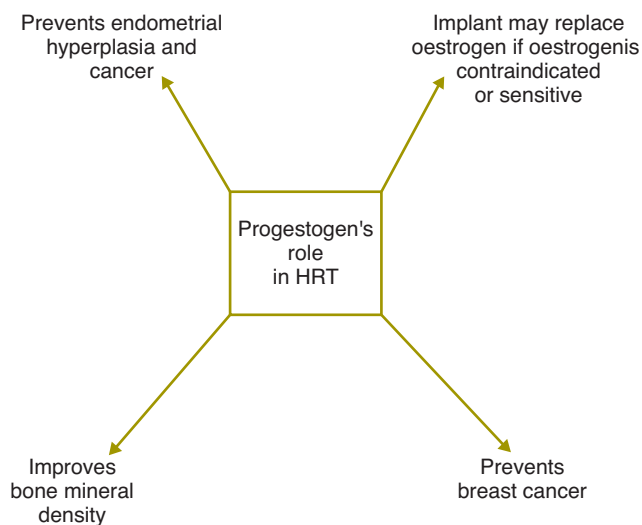 Prevents endometrial
hyperplasia and
cancer
Implant may replace
oestrogen if oestrogenis
contraindicated
or sensitive
Progestogen's
role
in HRT
Improves
bone mineral
density
Prevents
breast cancer